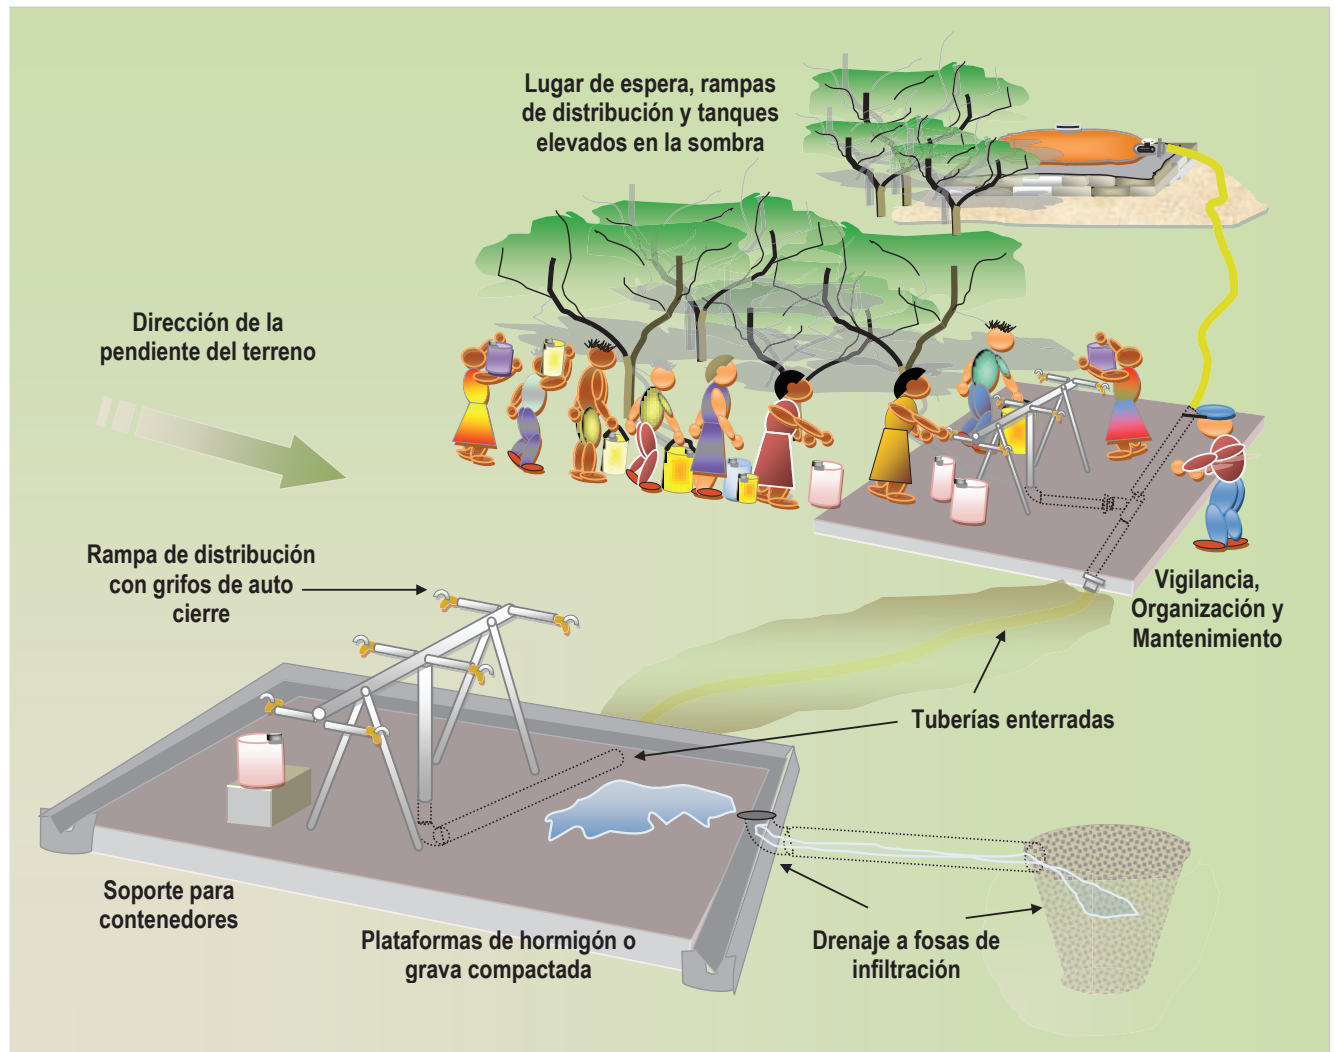 Lugar de espera, rampas
de distribución y tanques
elevados en la sombra
Dirección de la
pendiente del terreno
Rampa de distribución
con grifos de auto
cierre
Vigilancia,
Organización y
Mantenimiento
Tuberías enterradas
Soporte para
contenedores
Plataformas de hormigón o
grava compactada
Drenaje a fosas de
infiltración